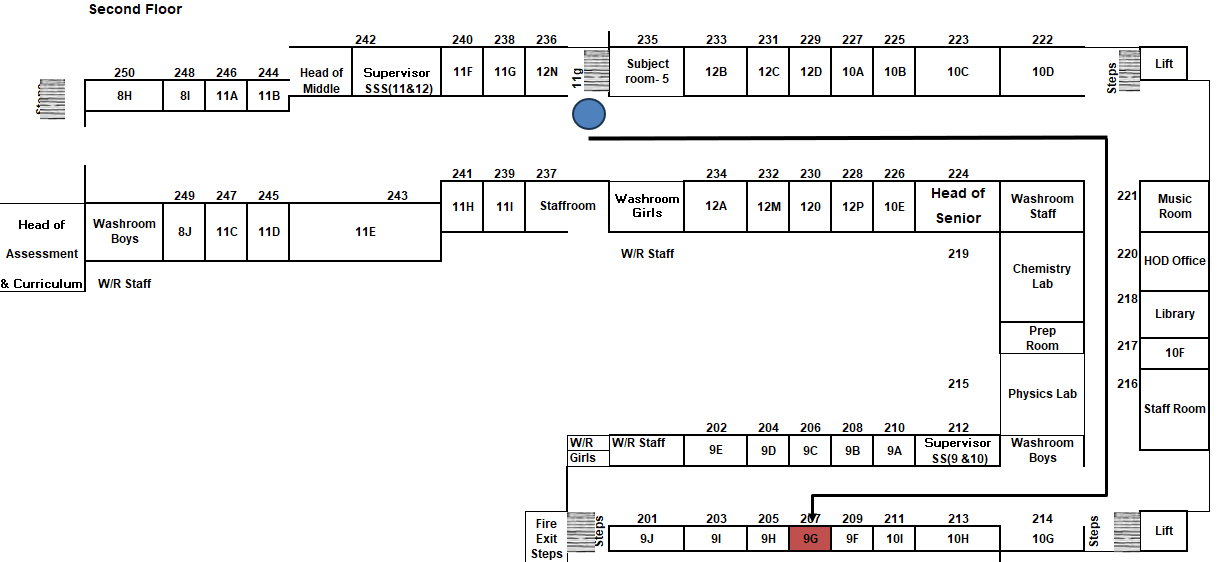 Second Floor
242 240 238 236 235 233 231 229 227 225 223 222
250 248 246 244
Head of
Middle
Supervisor
SSS(11&12)
11F 11G 12N
11g
Subject
room- 5
12B 12C 12D 10A 10B 10C 10D
Steps
Lift
8H 8I 11A 11B
241 239 237 234 232 230 228 226 224
249 247 245 243
221
Head of
Assessment
& Curriculum
Washroom
Boys
8J 11C 11D 11E
11H 11I Staffroom
Washroom
Girls
12A 12M 120 12P 10E
Head of
Senior
Washroom
Staff
Music
Room
W/R Staff
W/R Staff
219
Chemistry
Lab
220
HOD Office
218
Library
Prep
Room
217
10F
215
Physics Lab
216
Staff Room
202 204 206 208 210 212
W/R
Girls
W/R Staff
9E 9D 9C 9B 9A
Supervisor
SS(9 &10)
Washroom
Boys
Fire
Exit
Steps
Steps
201 203 205 207 209 211 213 214
9J 9I 9H 9G 9F 10I 10H 10G
Steps
Lift